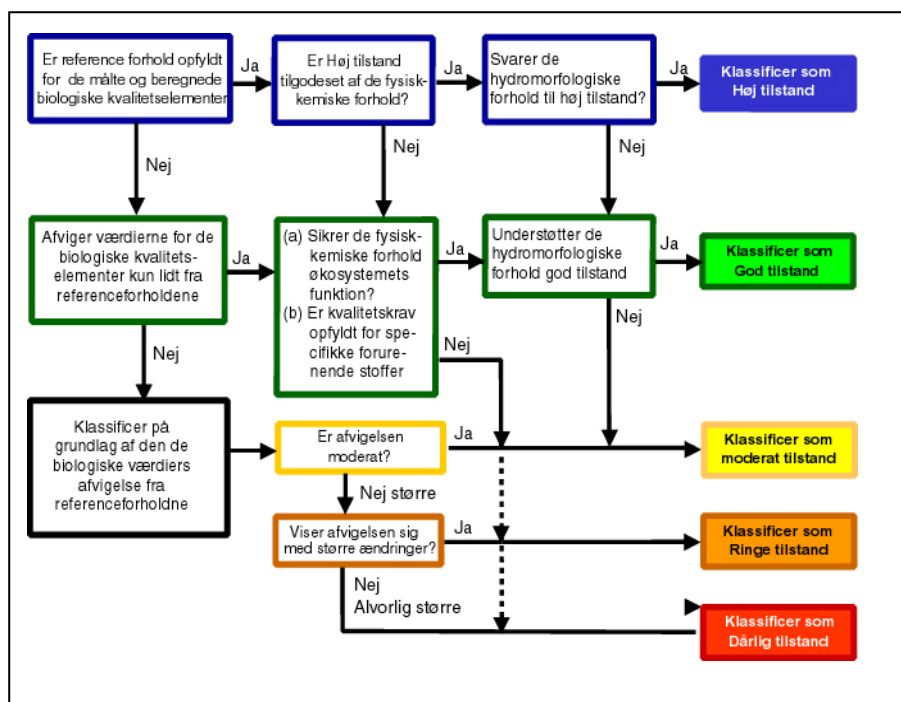 Er reference forhold opfyldt
for de målte og beregnede
biologiske kvalitetselementer
Ja
Er Høj tilstand
tilgodeset af de fysisk-
kemiske forhold?
Ja
Svarer de
hydromorfologiske
forhold til høj tilstand?
Ja
Klassificer som
Høj tilstand
Nej
Nej
Nej
Afviger værdierne for de
biologiske kvalitets-
elementer kun lidt fra
referenceforholdene
Ja
(a) Sikrer de fysisk-
kemiske forhold
økosystemets
funktion?
(b) Er kvalitetskrav
opfyldt for spe-
cifikke forure-
nende stoffer
Ja
Understøtter de
hydromorfologiske
forhold god tilstand
Ja
Klassificer som
God tilstand
Nej
Nej
Klassificer på
grundlag af den de
biologiske værdiers
afvigelse fra
referenceforholdne
Er afvigelsen
moderat?
Ja
Klassificer som
moderat tilstand
Nej større
Viser afvigelsen sig
med større ændringer?
Ja
Klassificer som
Ringe tilstand
Nej
Alvorlig større
Klassificer som
Dårlig tilstand